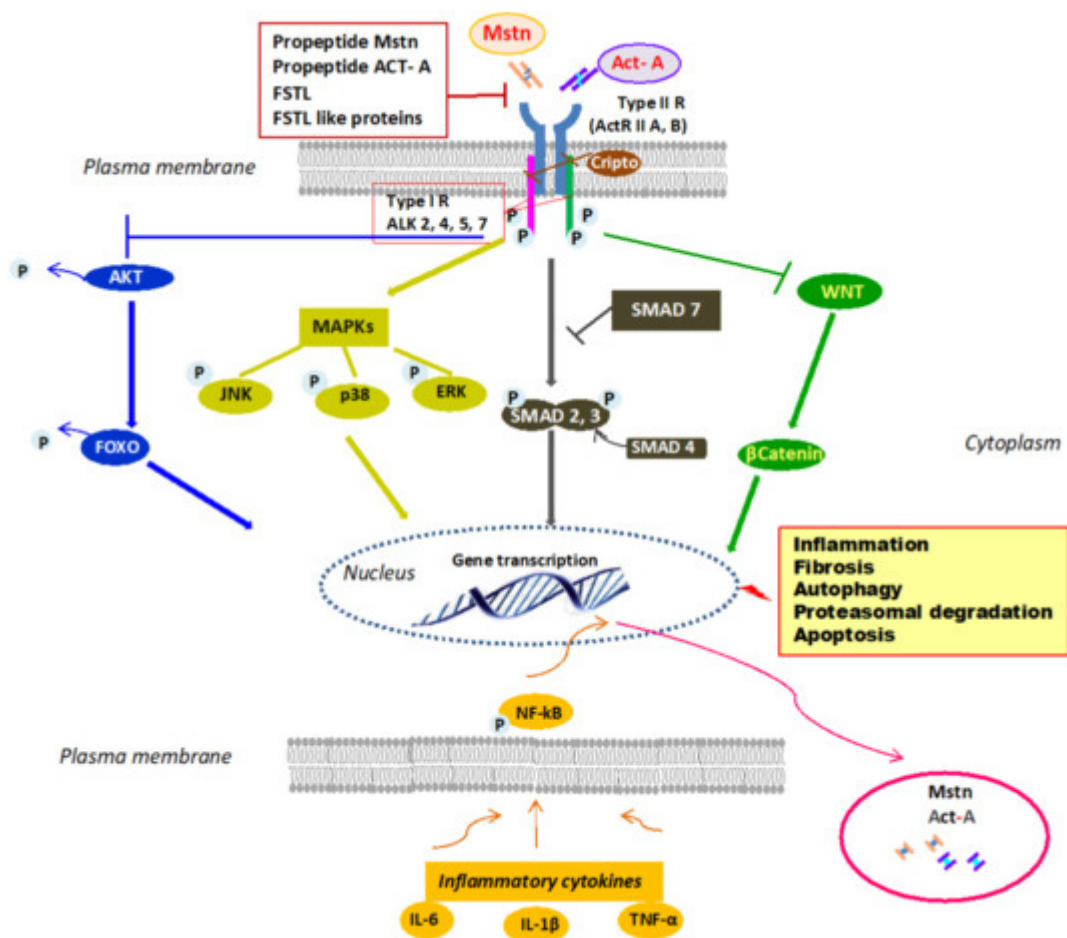 Propeptide Mstn
Propeptide ACT- A
FSTL
FSTL like proteins
Mstn
Act- A
Type II R
(ActR II A, B)
Plasma membrane
Cripto
Type I R
ALK 2, 4, 5, 7
P
P
P
P
P
AKT
WNT
SMAD 7
MAPKs
P
JNK
P
p38
P
ERK
P
P
SMAD 2, 3
SMAD 4
P
FOXO
βCatenin
Cytoplasm
Nucleus
Gene transcription
Inflammation
Fibrosis
Autophagy
Proteasomal degradation
Apoptosis
NF-kB
P
Plasma membrane
Mstn
Act-A
Inflammatory cytokines
IL-6
IL-1β
TNF-α